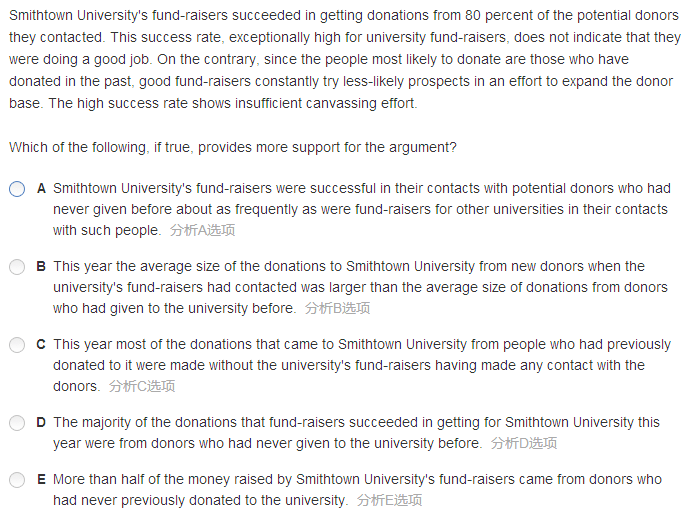 Smithtown University's fund-raisers succeeded in getting donations from 80 percent of the potential donors
they contacted. This success rate, exceptionally high for university fund-raisers, does not indicate that they
were doing a good job. On the contrary, since the people most likely to donate are those who have
donated in the past, good fund-raisers constantly try less-likely prospects in an effort to expand the donor
base. The high success rate shows insufficient canvassing effort.
Which of the following, if true, provides more support for the argument?
A Smithtown University's fund-raisers were successful in their contacts with potential donors who had
never given before about as frequently as were fund-raisers for other universities in their contacts
with such people. 分析A选项
B This year the average size of the donations to Smithtown University from new donors when the
university's fund-raisers had contacted was larger than the average size of donations from donors
who had given to the university before. 分析B选项
C This year most of the donations that came to Smithtown University from people who had previously
donated to it were made without the university's fund-raisers having made any contact with the
donors. 分析C选项
D The majority of the donations that fund-raisers succeeded in getting for Smithtown University this
year were from donors who had never given to the university before. 分析D选项
E More than half of the money raised by Smithtown University's fund-raisers came from donors who
had never previously donated to the university. 分析E选项